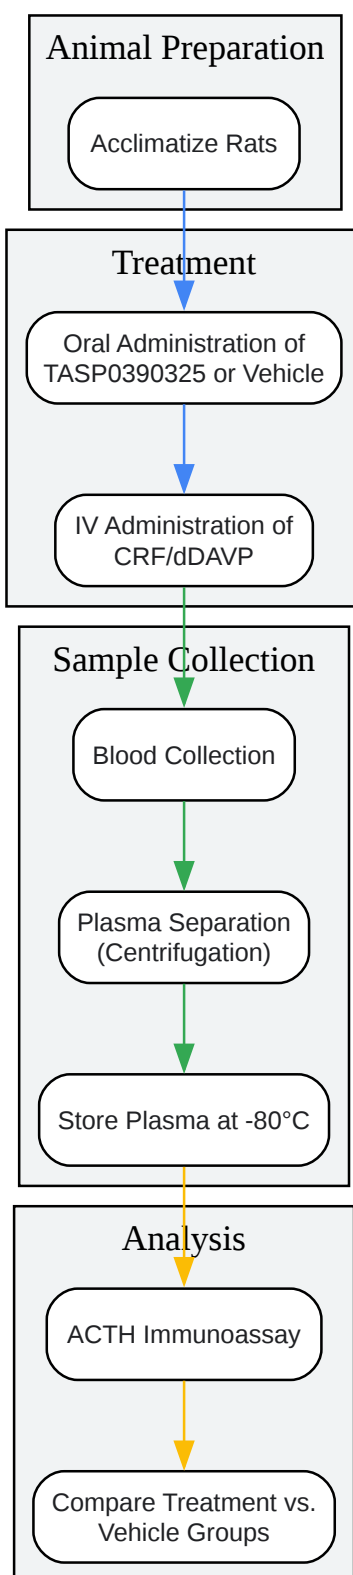 Animal Preparation
Acclimatize Rats
Treatment
Oral Administration of
TASP0390325 or Vehicle
IV Administration of
CRF/dDAVP
Sample Collection
Blood Collection
Plasma Separation
(Centrifugation)
Store Plasma at -80°C
Analysis
ACTH Immunoassay
Compare Treatment vs.
Vehicle Groups